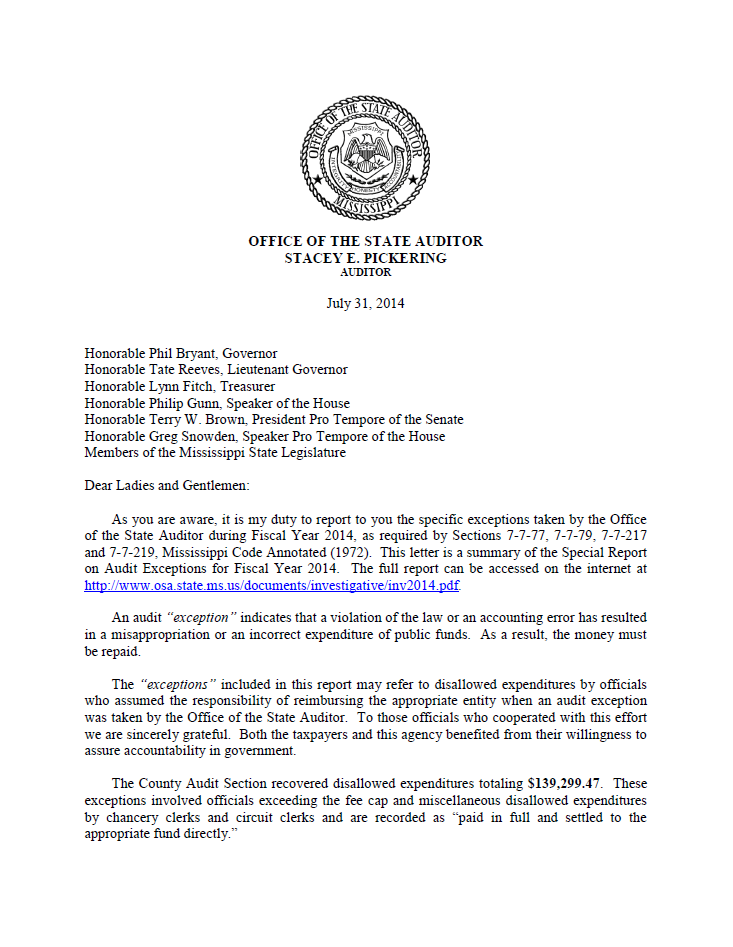 OFFICE OF THE STATE AUDITOR
MISSISSIPPI
MISSISSIPPI
OFFICE OF THE STATE AUDITOR
STACEY E. PICKERING
AUDITOR
July 31, 2014
Honorable Phil Bryant, Governor
Honorable Tate Reeves, Lieutenant Governor
Honorable Lynn Fitch, Treasurer
Honorable Philip Gunn, Speaker of the House
Honorable Terry W. Brown, President Pro Tempore of the Senate
Honorable Greg Snowden, Speaker Pro Tempore of the House
Members of the Mississippi State Legislature
Dear Ladies and Gentlemen:
As you are aware, it is my duty to report to you the specific exceptions taken by the Office
of the State Auditor during Fiscal Year 2014, as required by Sections 7-7-77, 7-7-79, 7-7-217
and 7-7-219, Mississippi Code Annotated (1972). This letter is a summary of the Special Report
on Audit Exceptions for Fiscal Year 2014. The full report can be accessed on the internet at
http://www.osa.state.ms.us/documents/investigative/inv2014.pdf.
An audit “exception” indicates that a violation of the law or an accounting error has resulted
in a misappropriation or an incorrect expenditure of public funds. As a result, the money must
be repaid.
The “exceptions” included in this report may refer to disallowed expenditures by officials
who assumed the responsibility of reimbursing the appropriate entity when an audit exception
was taken by the Office of the State Auditor. To those officials who cooperated with this effort
we are sincerely grateful. Both the taxpayers and this agency benefited from their willingness to
assure accountability in government.
The County Audit Section recovered disallowed expenditures totaling $139,299.47. These
exceptions involved officials exceeding the fee cap and miscellaneous disallowed expenditures
by chancery clerks and circuit clerks and are recorded as “paid in full and settled to the
appropriate fund directly.”